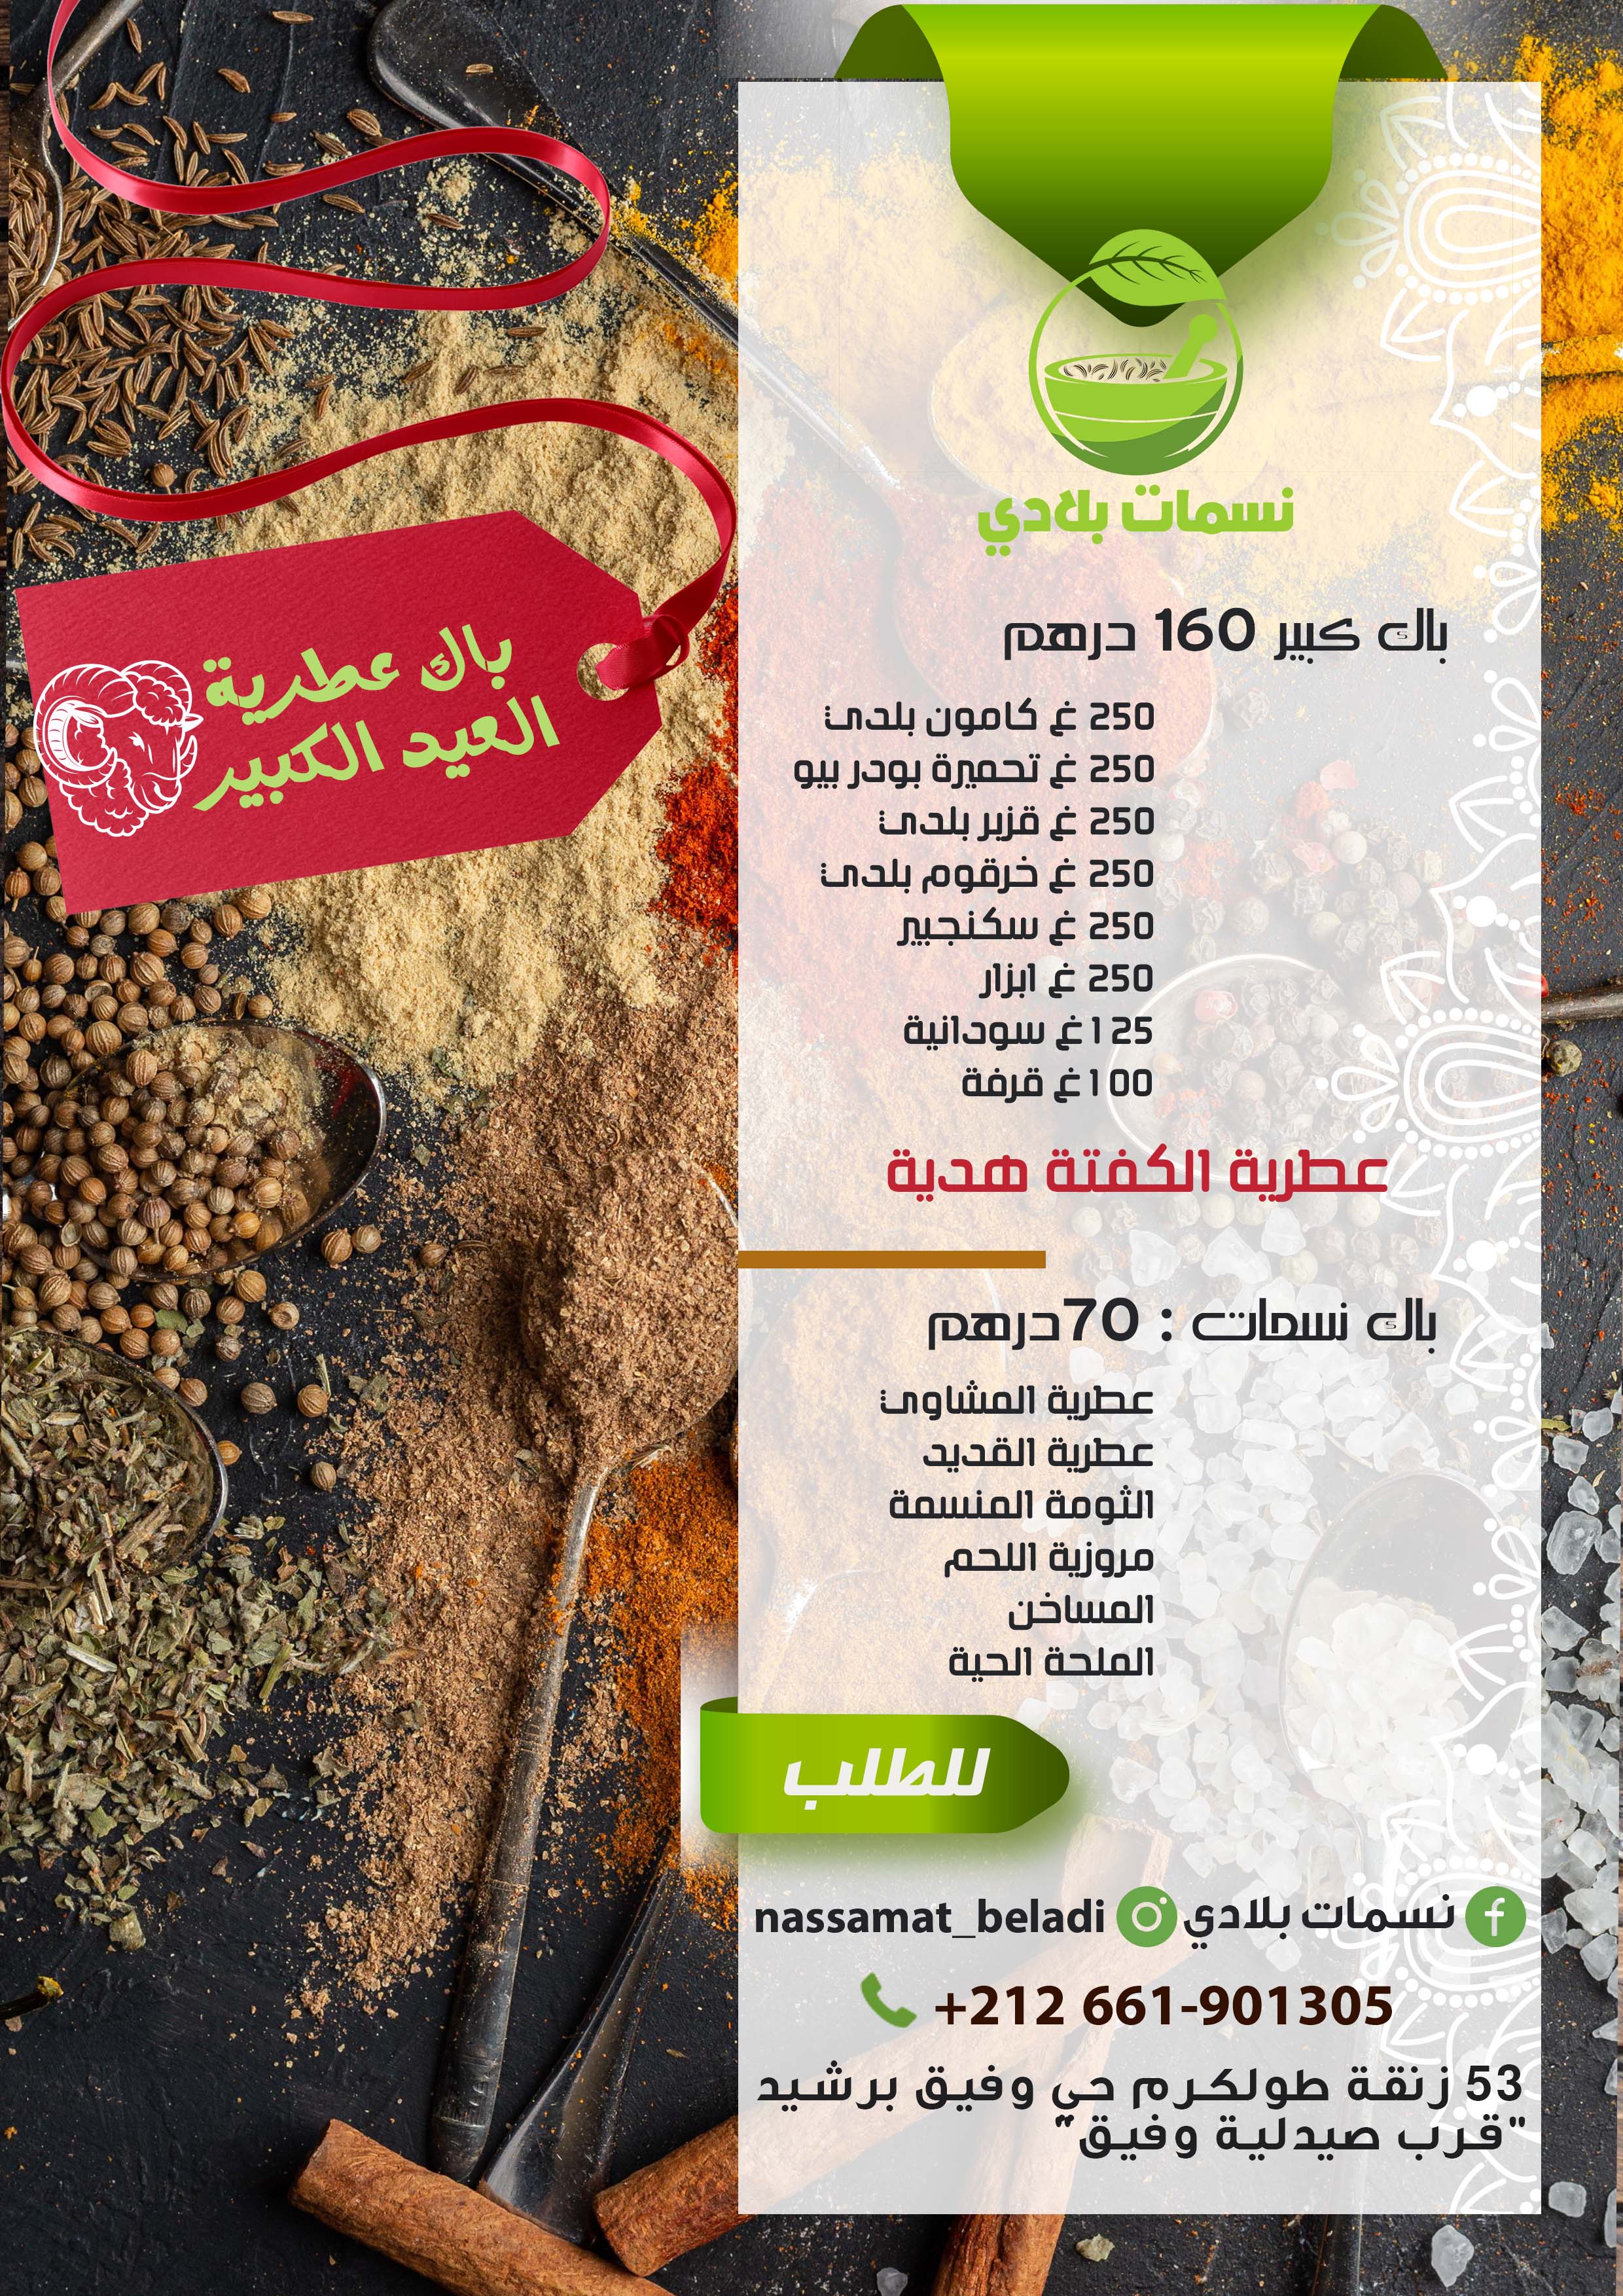 نسمات بلادي
باك عطرية
العيد الكبير
باك كبير 160 درهم
250 غ كامون بلدي
250 غ تحميرة بودر بيو
250 غ قزبر بلدي
250 غ خرقوم بلدي
250 غ سكنجبير
250 غ ابزار
125غ سودانية
100غ قرفة
عطرية الكفتة هدية
باك نسمات : 70درهم
عطرية المشاوي
عطرية القديد
الثومة المنسمة
مروزية اللحم
المساخن
الملحة الحية
للطلب
نسمات بلادي nassamat_beladi
+212 661-901305
53 زنقة طولكرم حي وفيق برشيد
"قرب صيدلية وفيق"